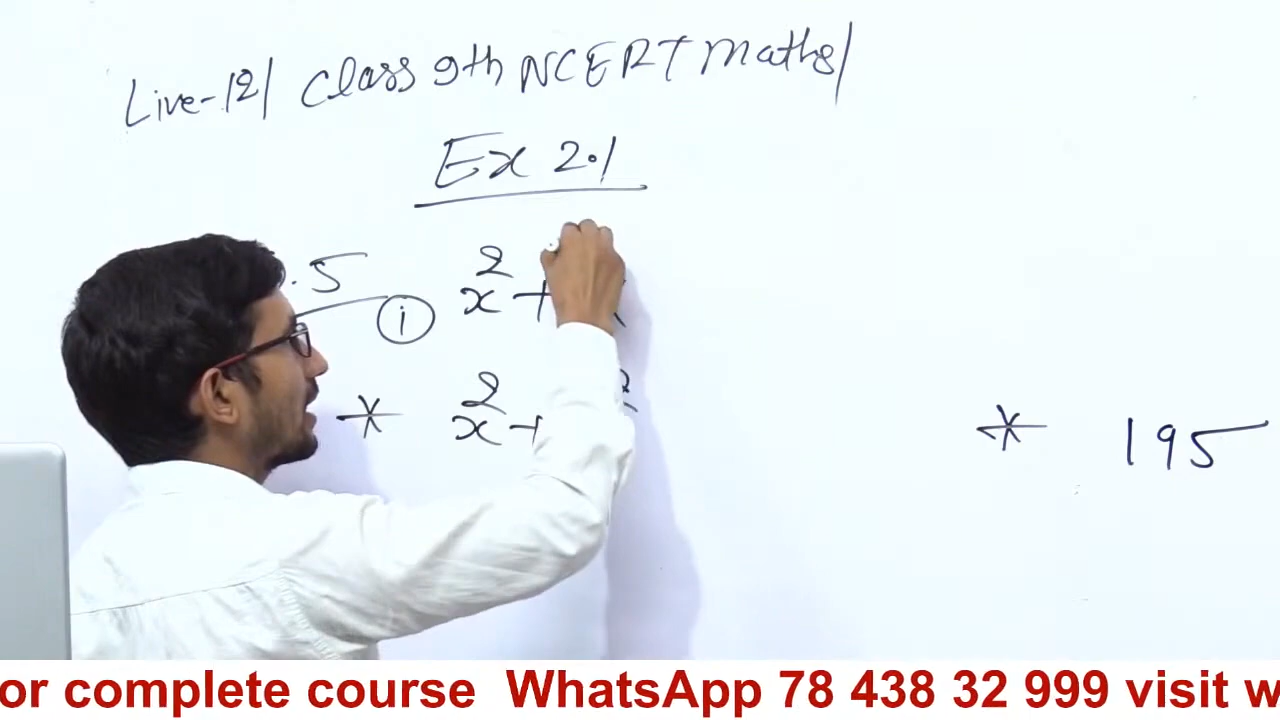 Live-12/ Class 9th NCERT Maths/
Ex 2.1
. 5
(i) x² + x
* x² + 2
* 195
or complete course WhatsApp 78 438 32 999 visit w